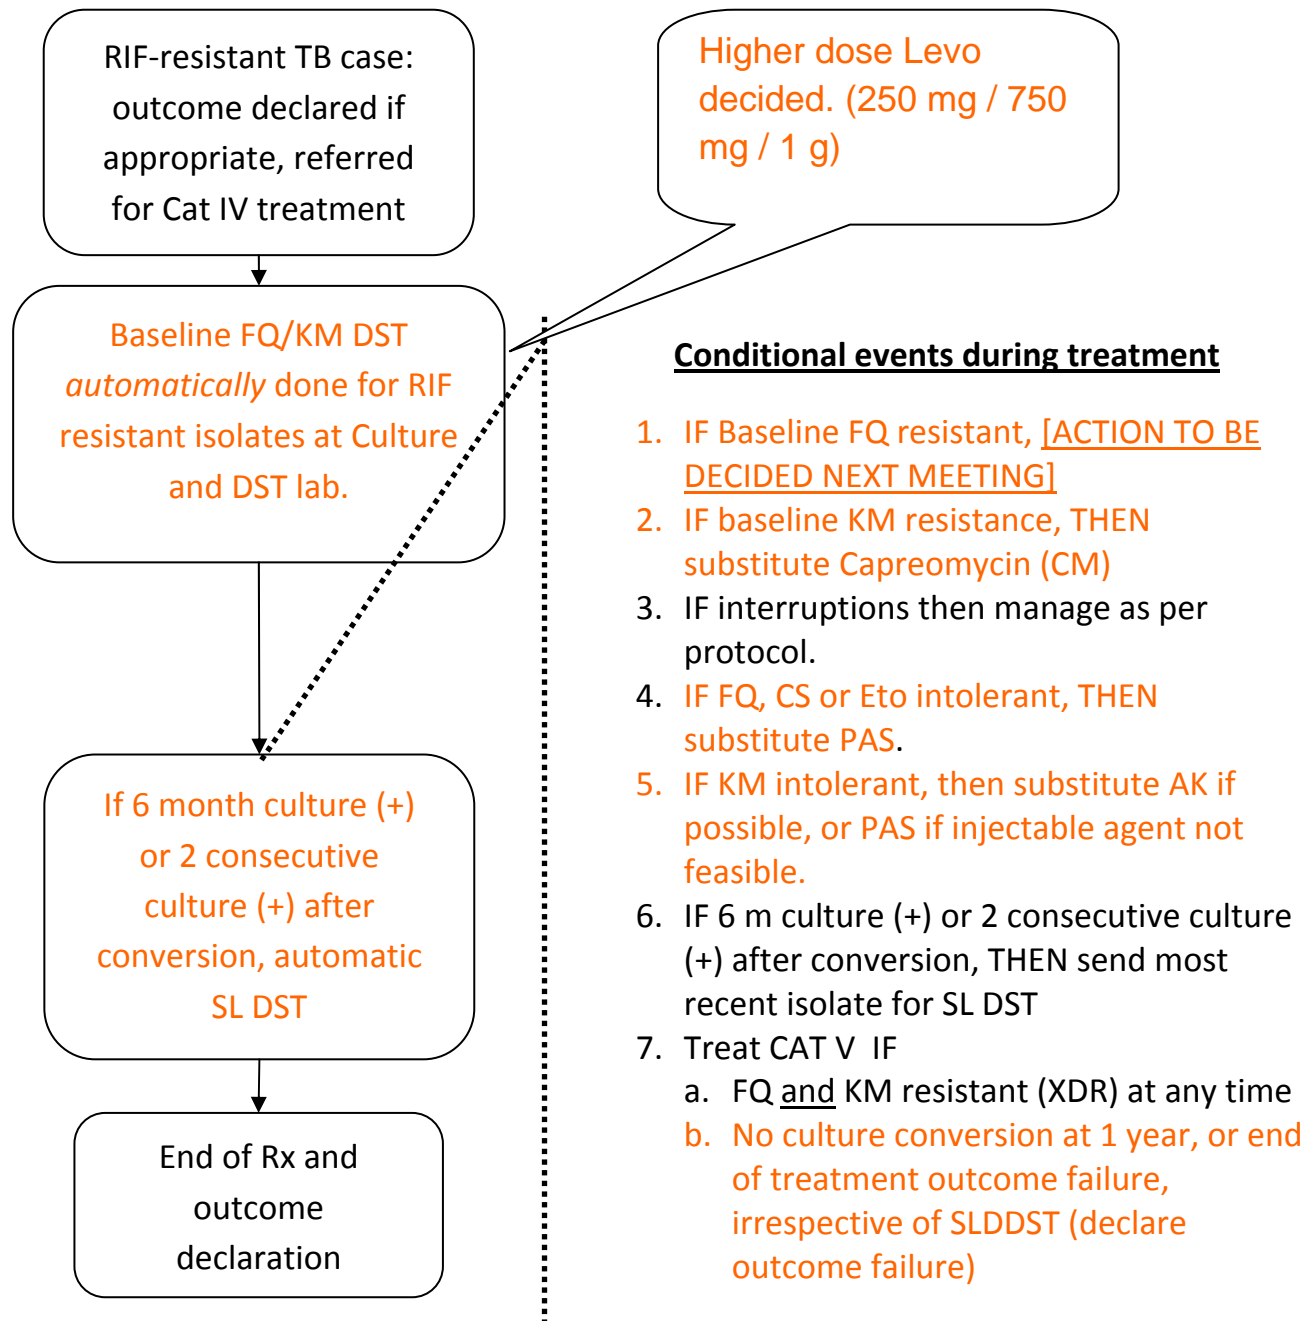 RIF-resistant TB case:
outcome declared if
appropriate, referred
for Cat IV treatment
Higher dose Levo
decided. (250 mg / 750
mg / 1 g)
Baseline FQ/KM DST
automatically done for RIF
resistant isolates at Culture
and DST lab.
If 6 month culture (+)
or 2 consecutive
culture (+) after
conversion, automatic
SL DST
End of Rx and
outcome
declaration
Conditional events during treatment
1. IF Baseline FQ resistant, [ACTION TO BE
DECIDED NEXT MEETING]
2. IF baseline KM resistance, THEN
substitute Capreomycin (CM)
3. IF interruptions then manage as per
protocol.
4. IF FQ, CS or Eto intolerant, THEN
substitute PAS.
5. IF KM intolerant, then substitute AK if
possible, or PAS if injectable agent not
feasible.
6. IF 6 m culture (+) or 2 consecutive culture
(+) after conversion, THEN send most
recent isolate for SL DST
7. Treat CAT V IF
a. FQ and KM resistant (XDR) at any time
b. No culture conversion at 1 year, or end
of treatment outcome failure,
irrespective of SLDDST (declare
outcome failure)